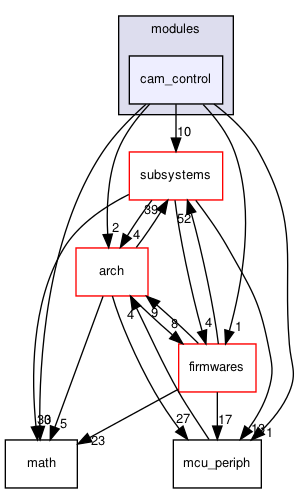 modules
cam_control
10
subsystems
2
39
4
52
arch
4
9
8
4
1
firmwares
5
23
27
17
1
math
mcu_periph